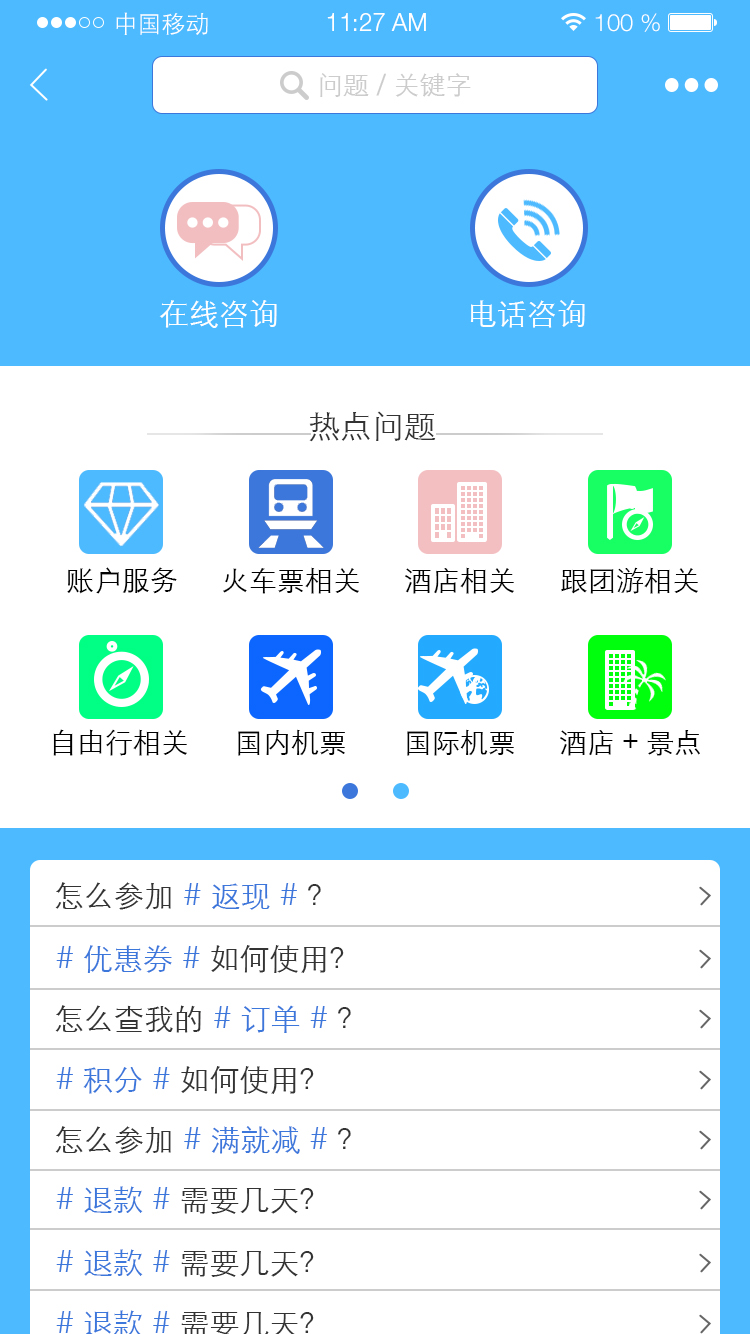 中国移动 11:27 AM 100 %
问题 / 关键字
在线咨询 电话咨询
热点问题
账户服务 火车票相关 酒店相关 跟团游相关
自由行相关 国内机票 国际机票 酒店 + 景点
怎么参加 # 返现 # ?
# 优惠券 # 如何使用?
怎么查我的 # 订单 # ?
# 积分 # 如何使用?
怎么参加 # 满就减 # ?
# 退款 # 需要几天?
# 退款 # 需要几天?
# 退款 # 需要几天?